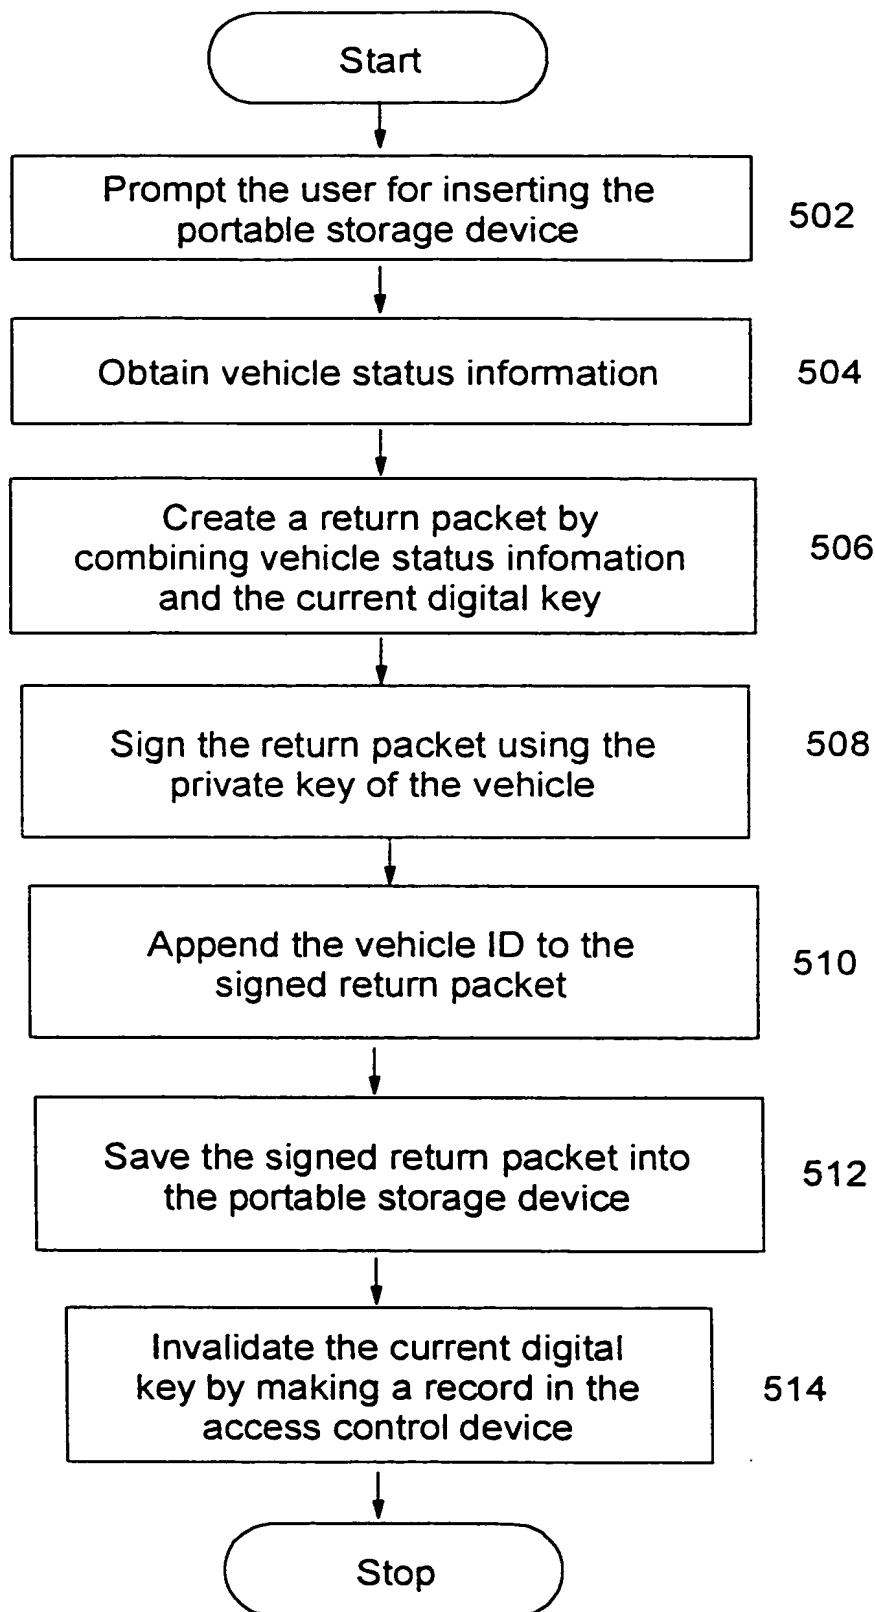 Start
Prompt the user for inserting the
portable storage device
502
Obtain vehicle status information
504
Create a return packet by
combining vehicle status infomation
and the current digital key
506
Sign the return packet using the
private key of the vehicle
508
Append the vehicle ID to the
signed return packet
510
Save the signed return packet into
the portable storage device
512
Invalidate the current digital
key by making a record in the
access control device
514
Stop